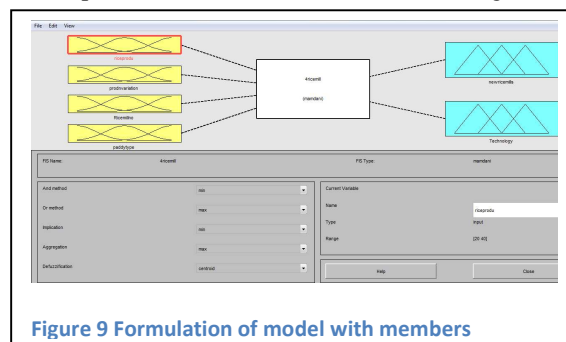 File Edit View
riceproda
prodnvariation
Ricemillno
paddytype
4ricemill
(mamdani)
newricemills
Technology
FIS Name: 4ricemill FIS Type: mamdani
And method min
Or method max
Implication min
Aggregation max
Defuzzification centroid
Current Variable
Name riceproda
Type input
Range [20 40]
Help Close
Figure 9 Formulation of model with members